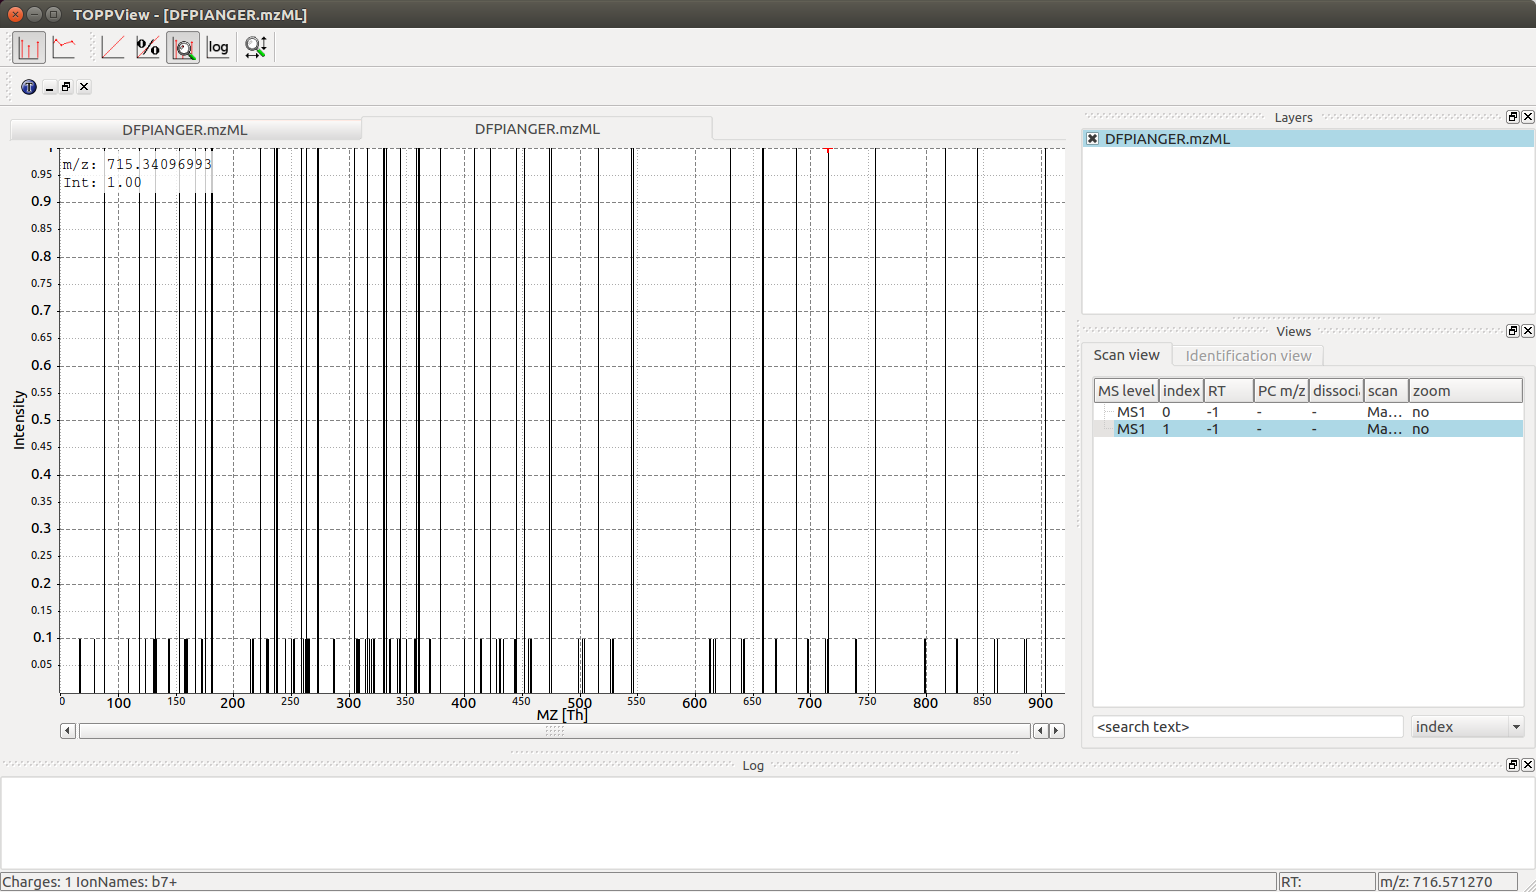 TOPPView - [DFPIANGER.mzML]
% log
DFPIANGER.mzML DFPIANGER.mzML
m/z: 715.34096993
Int: 1.00
1
0.95
0.9
0.85
0.8
0.75
0.7
0.65
0.6
0.55
0.5
0.45
0.4
0.35
0.3
0.25
0.2
0.15
0.1
0.05
Intensity
0 100 150 200 250 300 350 400 450 500 550 600 650 700 750 800 850 900
MZ [Th]
Layers
DFPIANGER.mzML
Views
Scan view Identification view
MS level index RT PC m/z dissoci scan zoom
MS1 0 -1 - - Ma... no
MS1 1 -1 - - Ma... no
<search text> index
Log
Charges: 1 IonNames: b7+ RT: m/z: 716.571270